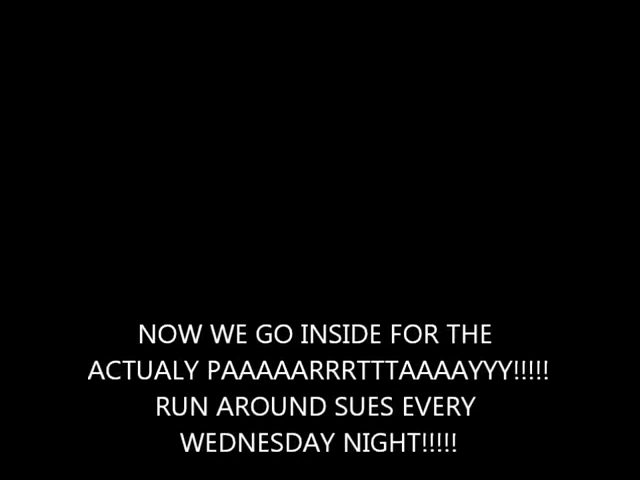 NOW WE GO INSIDE FOR THE
ACTUALY PAAAAARRRTTTAAAAYYY!!!!!
RUN AROUND SUES EVERY
WEDNESDAY NIGHT!!!!!